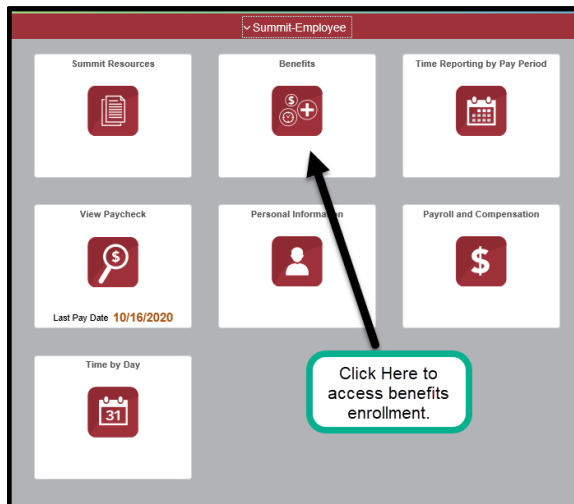 Summit-Employee
Summit Resources
Benefits
Time Reporting by Pay Period
$
View Paycheck
Personal Information
Payroll and Compensation
$
$
Last Pay Date 10/16/2020
Time by Day
31
Click Here to
access benefits
enrollment.